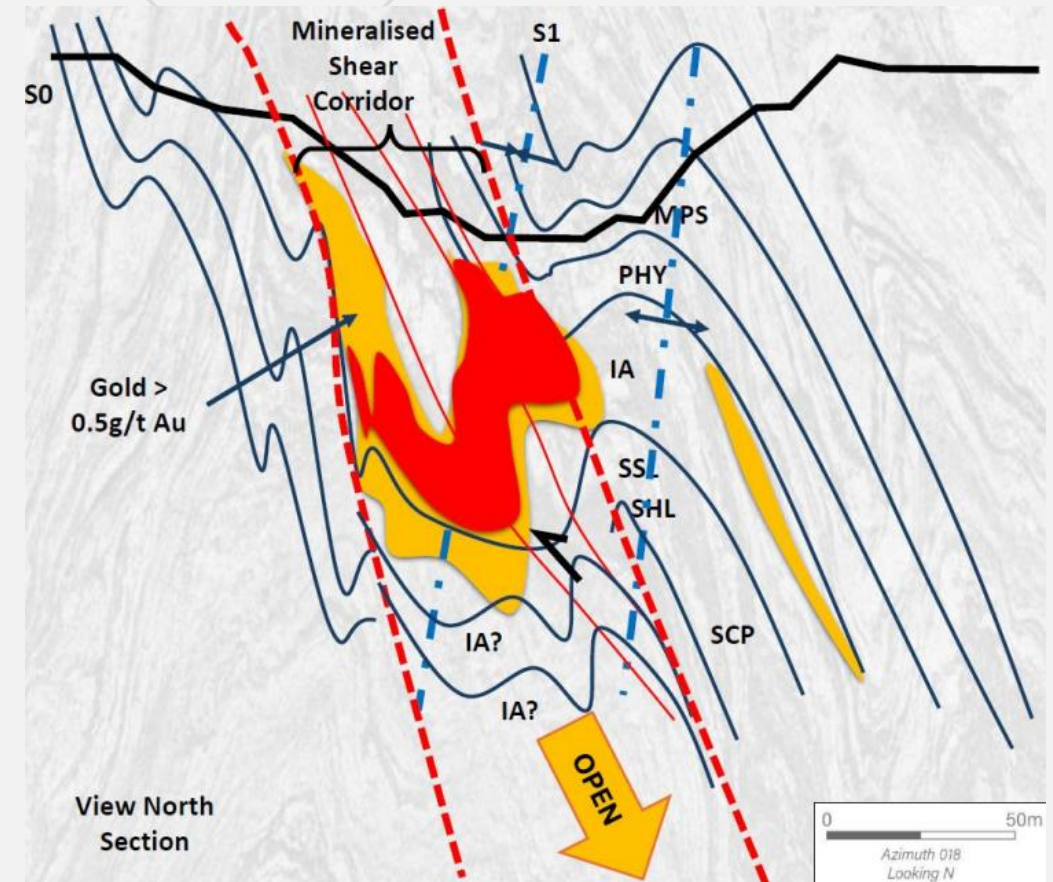 Mineralised
Shear
Corridor
S1
S0
MPS
PHY
IA
Gold >
0.5g/t Au
SSL
SHL
SCP
IA?
IA?
OPEN
View North
Section
0 50m
Azimuth 018
Looking N